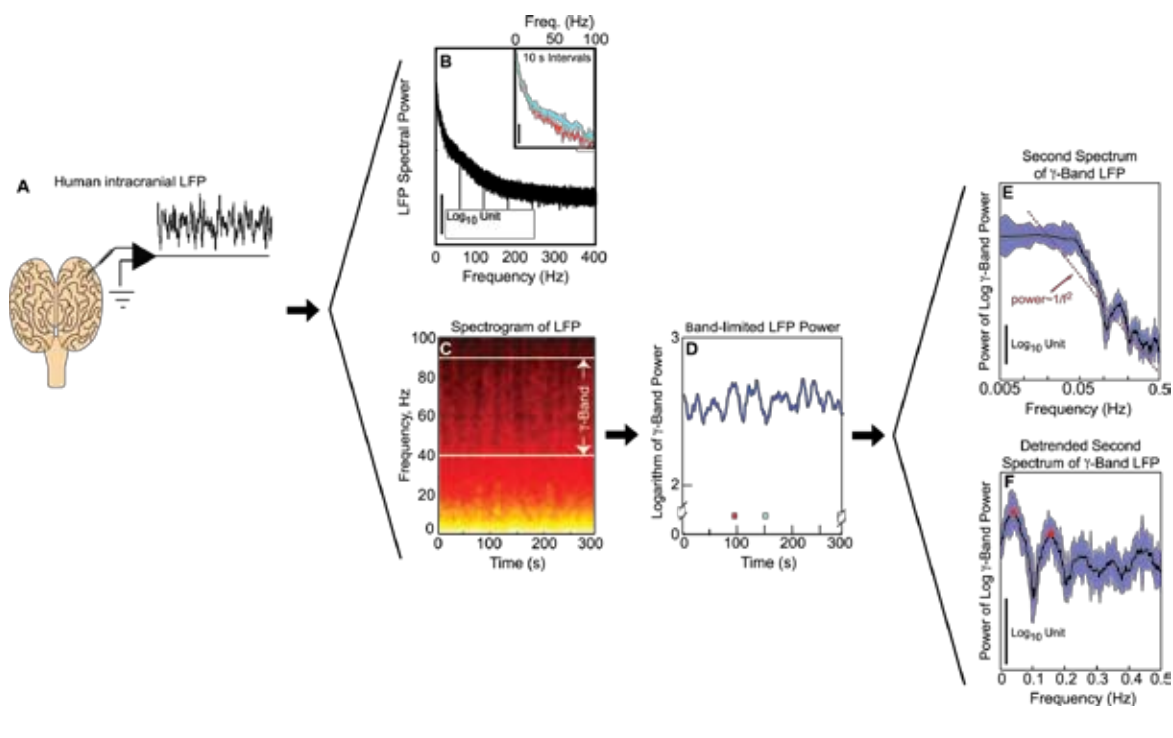 A
Human intracranial LFP
Freq. (Hz)
0 50 100
B
10 s Intervals
LFP Spectral Power
Log10 Unit
0 100 200 300 400
Frequency (Hz)
Spectrogram of LFP
C
100
80
60
40
20
0
Frequency, Hz
γ-Band
0 100 200 300
Time (s)
Band-limited LFP Power
D
3
2
0
Logarithm of γ-Band Power
0 100 200 300
Time (s)
Second Spectrum
of γ-Band LFP
E
Power of Log γ-Band Power
power~1/f²
Log10 Unit
0.005 0.05 0.5
Frequency (Hz)
Detrended Second
Spectrum of γ-Band LFP
F
Power of Log γ-Band Power
Log10 Unit
0 0.1 0.2 0.3 0.4 0.5
Frequency (Hz)